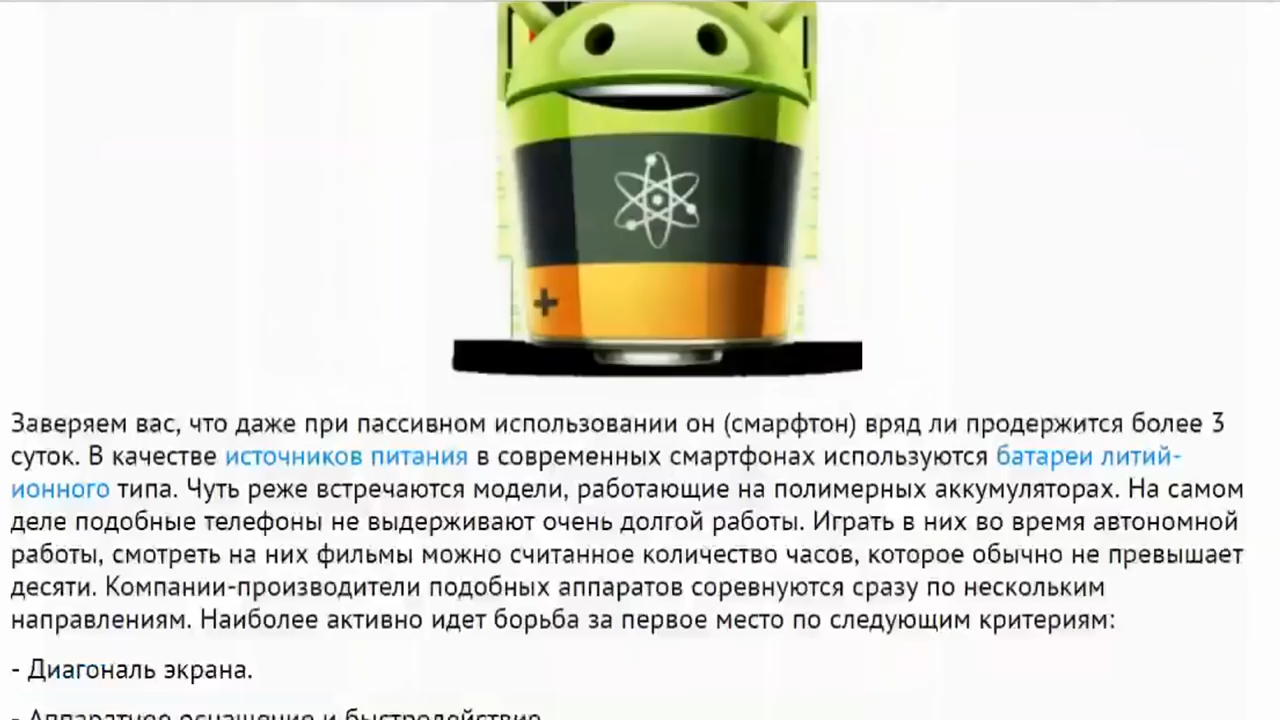 +
Заверяем вас, что даже при пассивном использовании он (смарфтон) вряд ли продержится более 3
суток. В качестве источников питания в современных смартфонах используются батареи литий-
ионного типа. Чуть реже встречаются модели, работающие на полимерных аккумуляторах. На самом
деле подобные телефоны не выдерживают очень долгой работы. Играть в них во время автономной
работы, смотреть на них фильмы можно считанное количество часов, которое обычно не превышает
десяти. Компании-производители подобных аппаратов соревнуются сразу по нескольким
направлениям. Наиболее активно идет борьба за первое место по следующим критериям:
- Диагональ экрана.
- Аппаратное оснащение и быстродействие